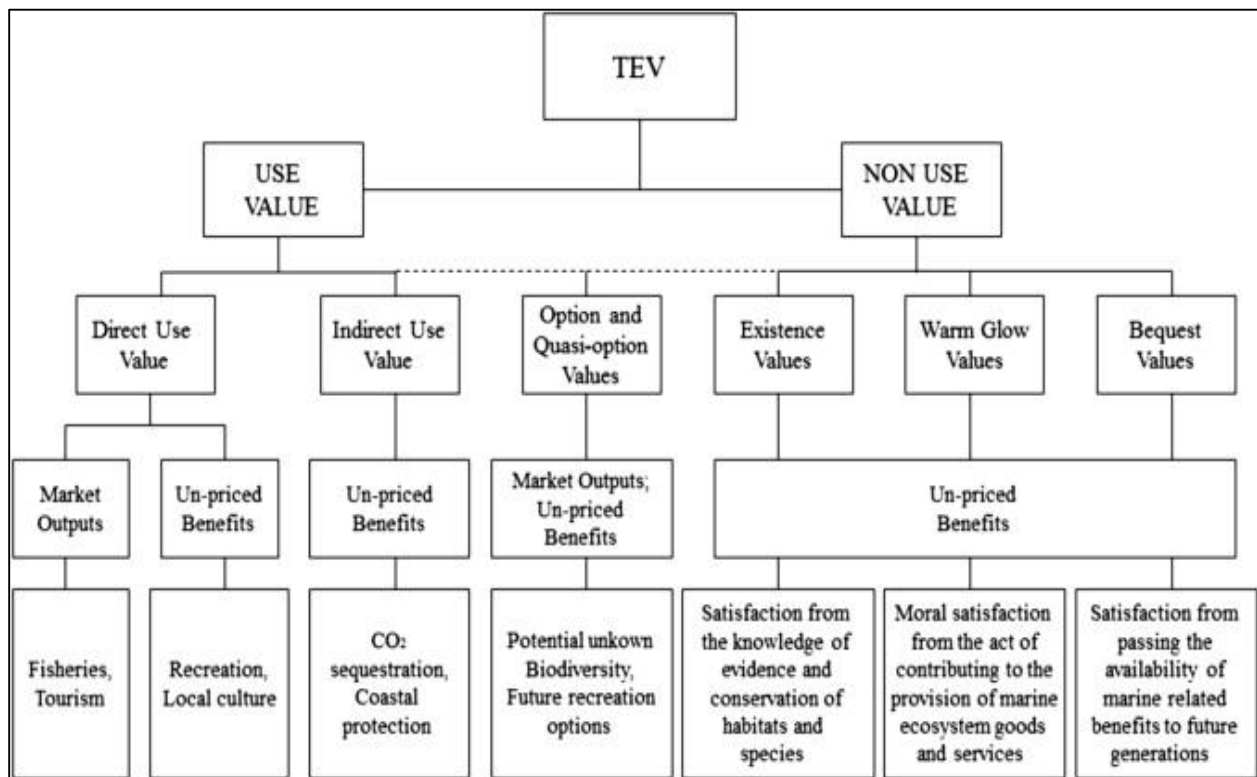 TEV
USE
VALUE
NON USE
VALUE
Direct Use
Value
Indirect Use
Value
Option and
Quasi-option
Values
Existence
Values
Warm Glow
Values
Bequest
Values
Market
Outputs
Un-priced
Benefits
Un-priced
Benefits
Market Outputs;
Un-priced
Benefits
Un-priced
Benefits
Fisheries,
Tourism
Recreation,
Local culture
CO₂
sequestration,
Coastal
protection
Potential unkown
Biodiversity,
Future recreation
options
Satisfaction from
the knowledge of
evidence and
conservation of
habitats and
species
Moral satisfaction
from the act of
contributing to the
provision of marine
ecosystem goods
and services
Satisfaction from
passing the
availability of
marine related
benefits to future
generations